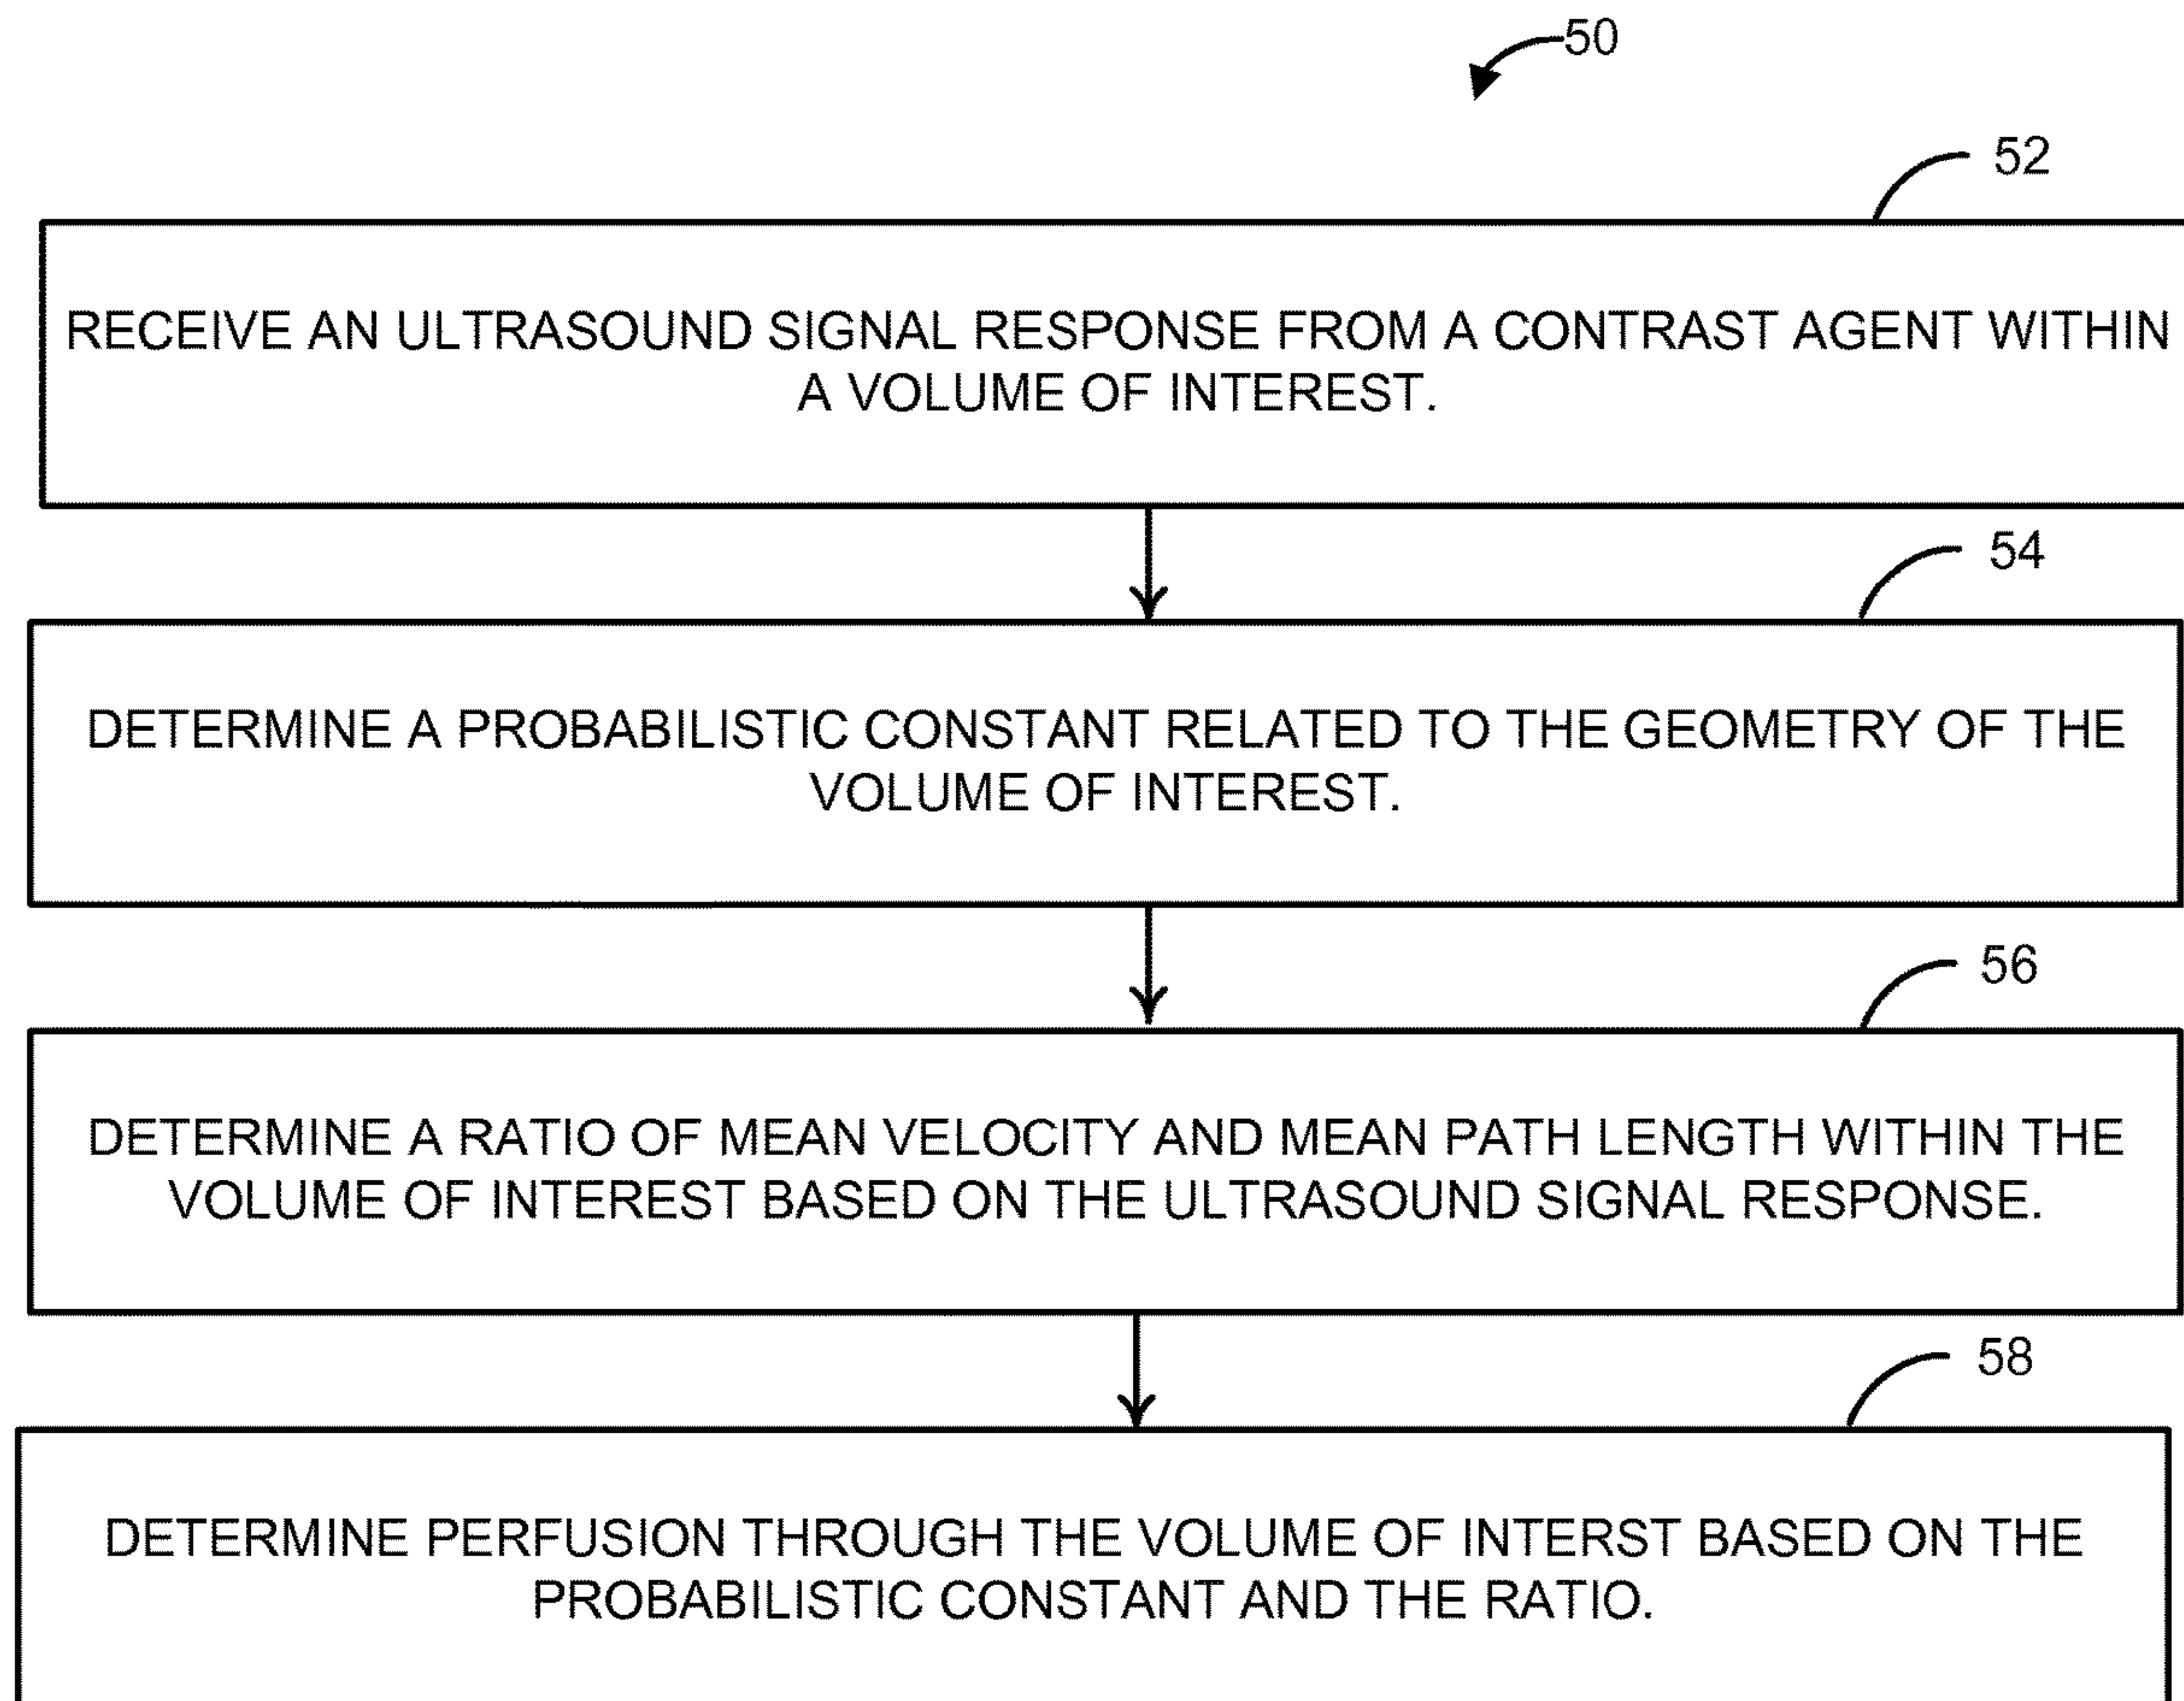 50
52
RECEIVE AN ULTRASOUND SIGNAL RESPONSE FROM A CONTRAST AGENT WITHIN
A VOLUME OF INTEREST.
54
DETERMINE A PROBABILISTIC CONSTANT RELATED TO THE GEOMETRY OF THE
VOLUME OF INTEREST.
56
DETERMINE A RATIO OF MEAN VELOCITY AND MEAN PATH LENGTH WITHIN THE
VOLUME OF INTEREST BASED ON THE ULTRASOUND SIGNAL RESPONSE.
58
DETERMINE PERFUSION THROUGH THE VOLUME OF INTERST BASED ON THE
PROBABILISTIC CONSTANT AND THE RATIO.